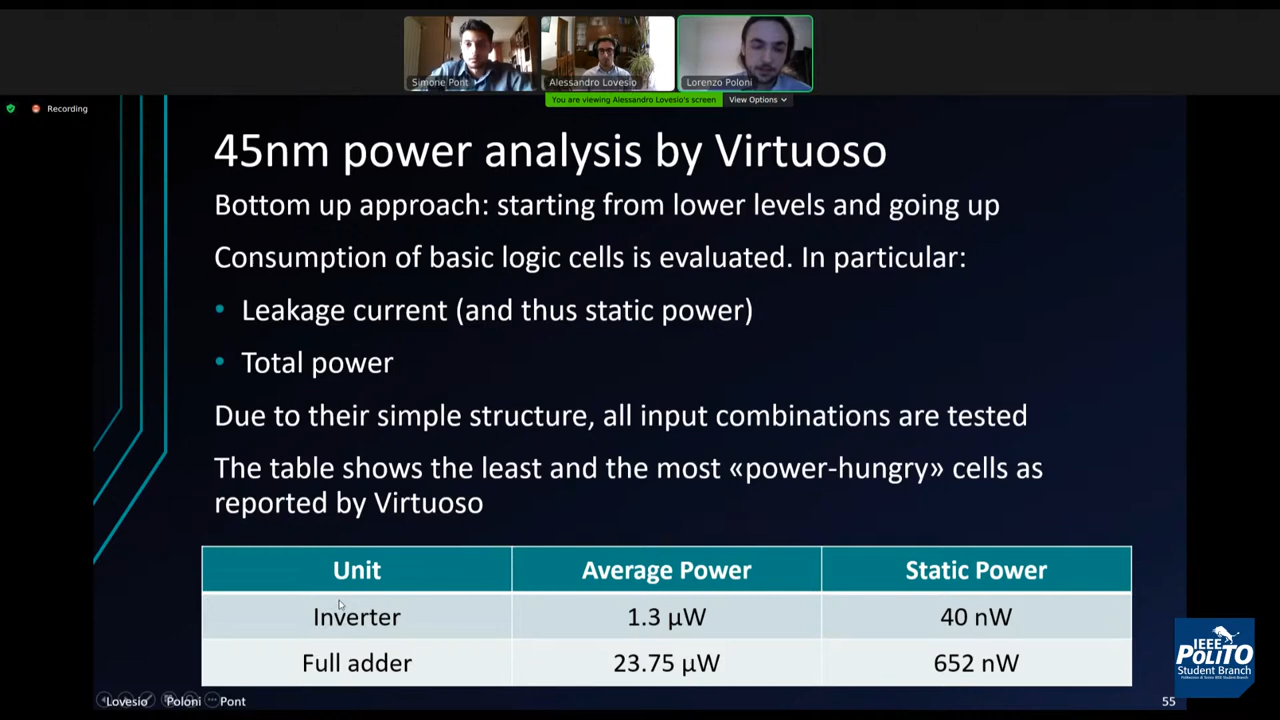 Simone Pont
Alessandro Lovesio
Lorenzo Poloni
You are viewing Alessandro Lovesio's screen
View Options
Recording
45nm power analysis by Virtuoso
Bottom up approach: starting from lower levels and going up
Consumption of basic logic cells is evaluated. In particular:
• Leakage current (and thus static power)
• Total power
Due to their simple structure, all input combinations are tested
The table shows the least and the most «power-hungry» cells as
reported by Virtuoso
Unit Average Power Static Power
Inverter 1.3 µW 40 nW
Full adder 23.75 µW 652 nW
IEEE
POLITO
Student Branch
Lovesio Poloni Pont 55